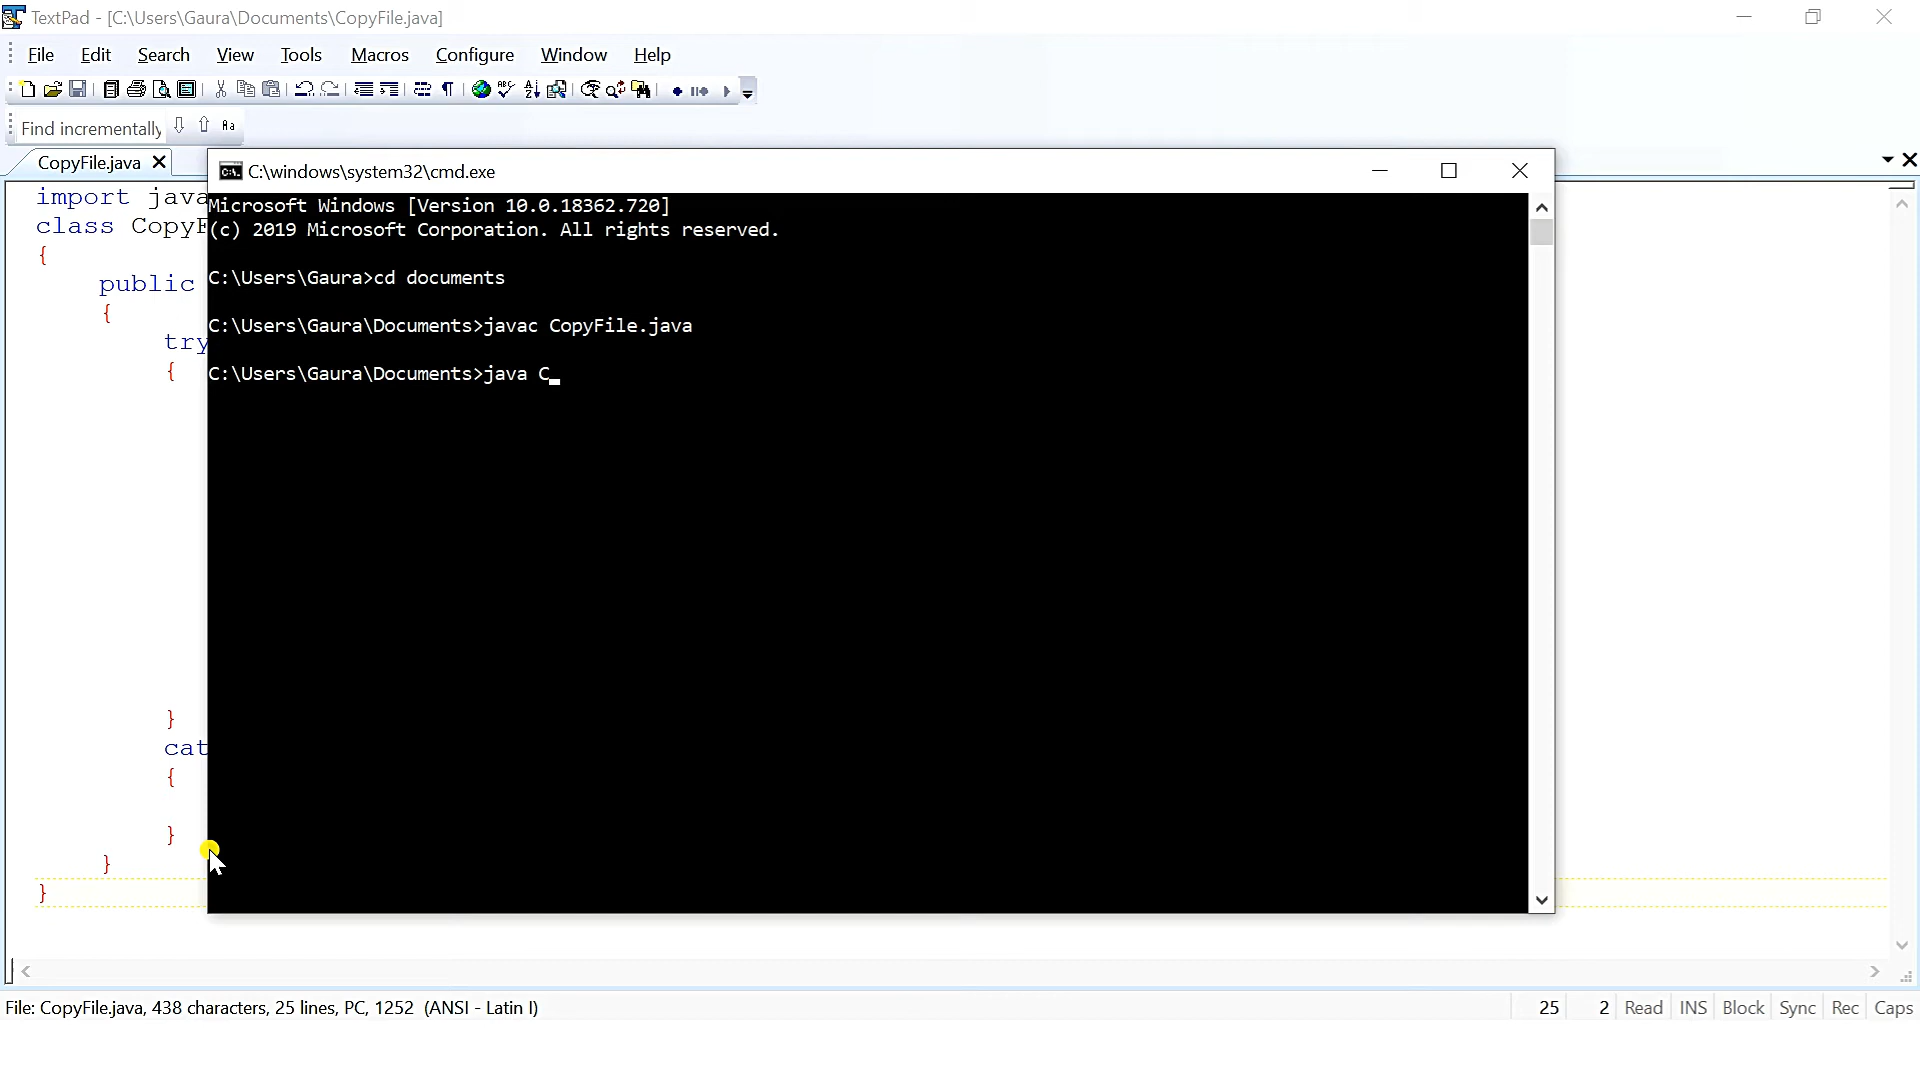 TextPad - [C:\Users\Gaura\Documents\CopyFile.java]
File Edit Search View Tools Macros Configure Window Help
Find incrementally Aa
CopyFile.java
C:\windows\system32\cmd.exe
import java
class CopyF
{
public
{
try
{
}
cat
{
}
}
}
Microsoft Windows [Version 10.0.18362.720]
(c) 2019 Microsoft Corporation. All rights reserved.
C:\Users\Gaura>cd documents
C:\Users\Gaura\Documents>javac CopyFile.java
C:\Users\Gaura\Documents>java C_
File: CopyFile.java, 438 characters, 25 lines, PC, 1252 (ANSI - Latin I) 25 2 Read INS Block Sync Rec Caps